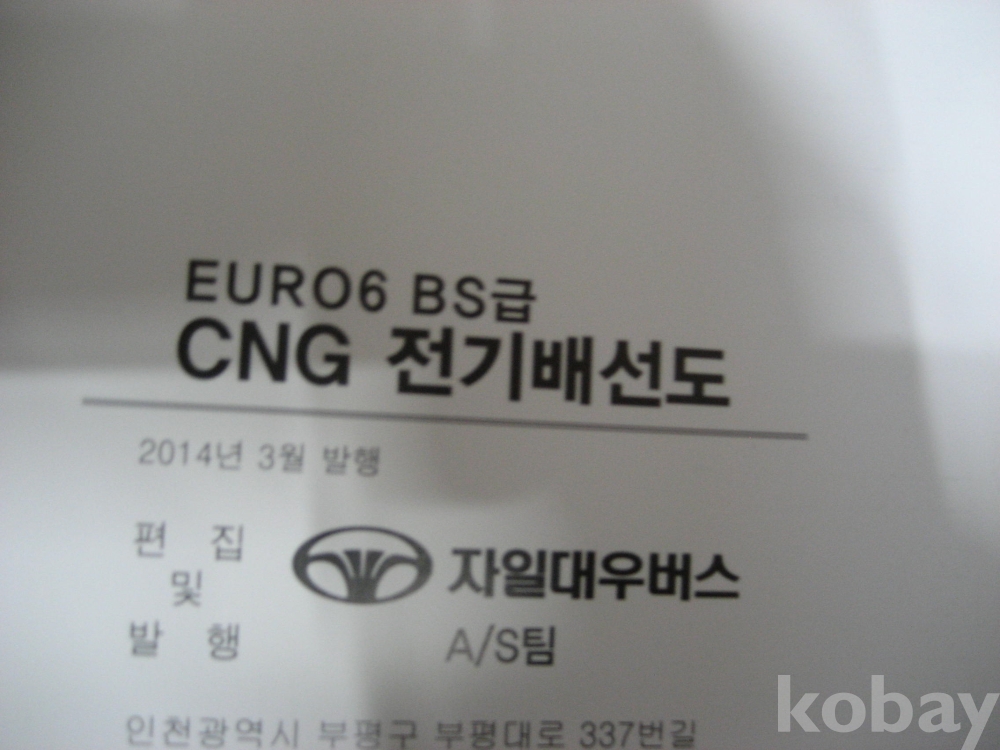 EURO6 BS급
CNG 전기배선도
2014년 3월 발행
편 집
및
발 행
자일대우버스
A/S팀
인천광역시 부평구 부평대로 337번길
kobay